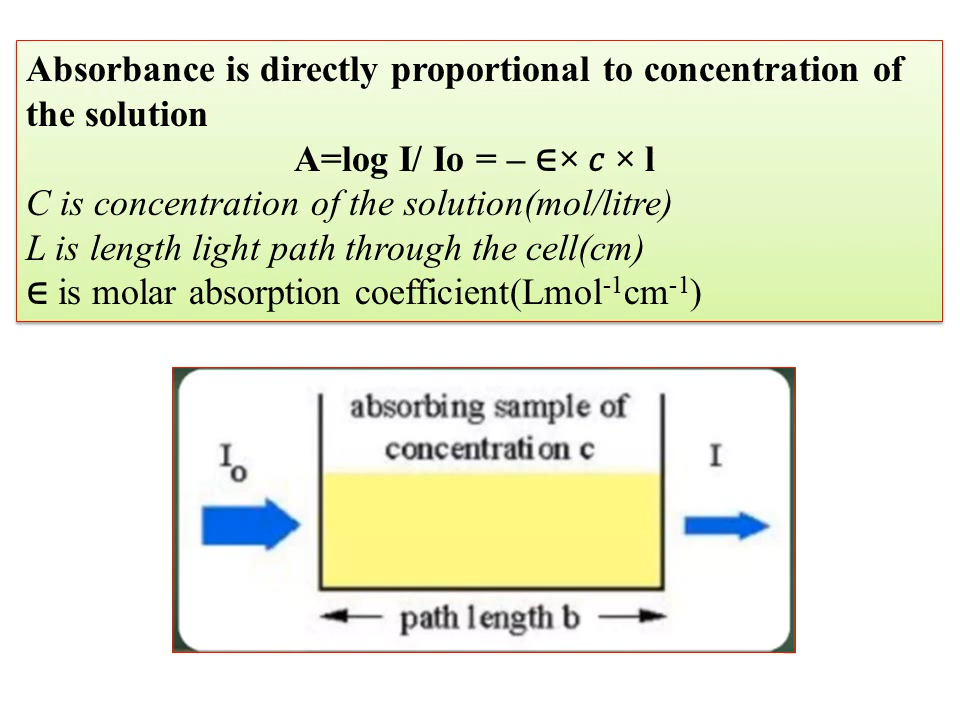 Absorbance is directly proportional to concentration of
the solution
A=log I/ Io = – ∈× 𝑐 × l
C is concentration of the solution(mol/litre)
L is length light path through the cell(cm)
∈ is molar absorption coefficient(Lmol⁻¹cm⁻¹)
absorbing sample of
concentration c
I₀
I
path length b